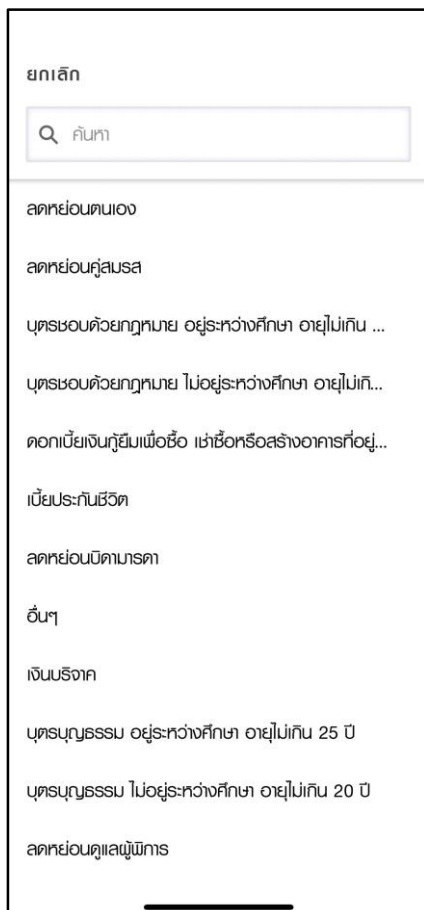 ยกเลิก
ค้นหา
ลดหย่อนตนเอง
ลดหย่อนคู่สมรส
บุตรชอบด้วยกฎหมาย อยู่ระหว่างศึกษา อายุไม่เกิน ...
บุตรชอบด้วยกฎหมาย ไม่อยู่ระหว่างศึกษา อายุไม่เกิ...
ดอกเบี้ยเงินกู้ยืมเพื่อซื้อ เช่าซื้อหรือสร้างอาคารที่อยู่...
เบี้ยประกันชีวิต
ลดหย่อนบิดามารดา
อื่นๆ
เงินบริจาค
บุตรบุญธรรม อยู่ระหว่างศึกษา อายุไม่เกิน 25 ปี
บุตรบุญธรรม ไม่อยู่ระหว่างศึกษา อายุไม่เกิน 20 ปี
ลดหย่อนดูแลผู้พิการ